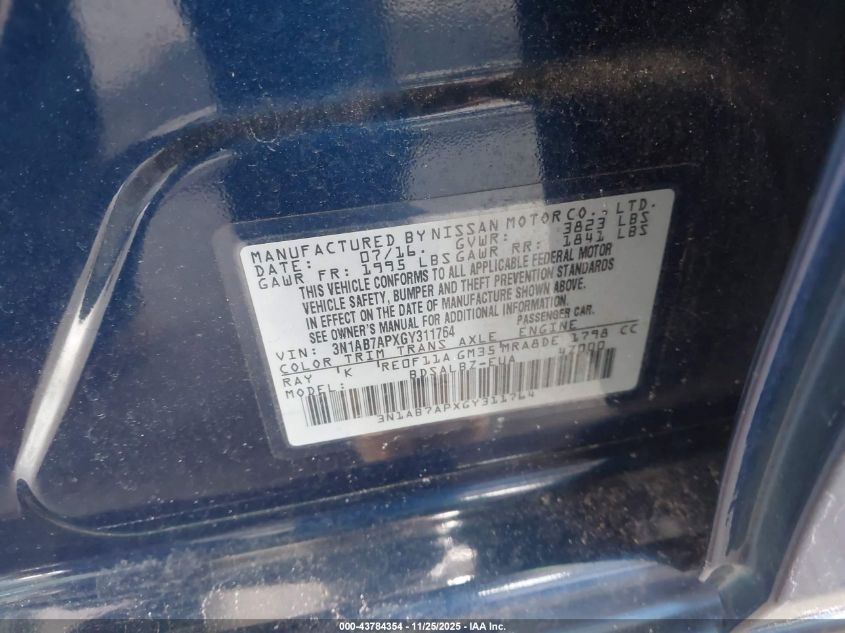 MANUFACTURED BY NISSAN MOTOR CO., LTD.
DATE: 07/16 GVWR: 3823 LBS
GAWR FR: 1995 LBS GAWR RR: 1841 LBS
THIS VEHICLE CONFORMS TO ALL APPLICABLE FEDERAL MOTOR
VEHICLE SAFETY, BUMPER AND THEFT PREVENTION STANDARDS
IN EFFECT ON THE DATE OF MANUFACTURE SHOWN ABOVE.
SEE OWNER'S MANUAL FOR ADDITIONAL INFORMATION.
VIN: 3N1AB7APXGY311764 PASSENGER CAR.
COLOR TRIM TRANS AXLE ENGINE
RAY K RE0F11A GM35 MRA8DE 1798 CC
MODEL: BDSALBZ-EUA
3N1AB7APXGY311764
000-43784354 - 11/25/2025 - IAA Inc.